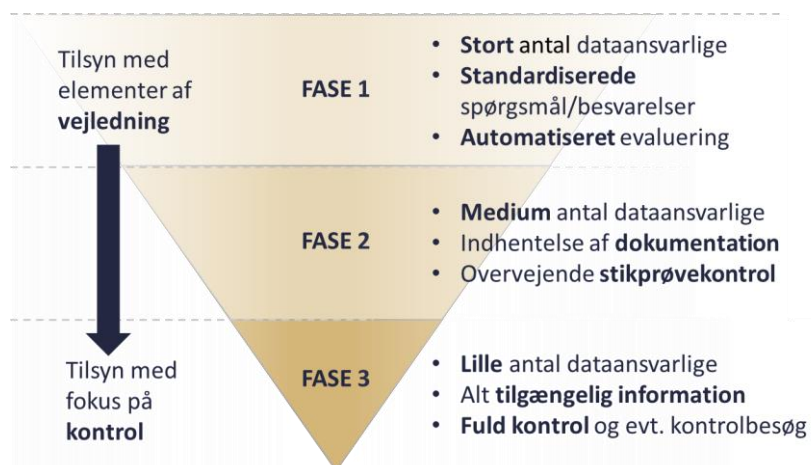 Tilsyn med
elementer af
vejledning
FASE 1
• Stort antal dataansvarlige
• Standardiserede
spørgsmål/besvarelser
• Automatiseret evaluering
FASE 2
• Medium antal dataansvarlige
• Indhentelse af dokumentation
• Overvejende stikprøvekontrol
Tilsyn med
fokus på
kontrol
FASE 3
• Lille antal dataansvarlige
• Alt tilgængelig information
• Fuld kontrol og evt. kontrolbesøg